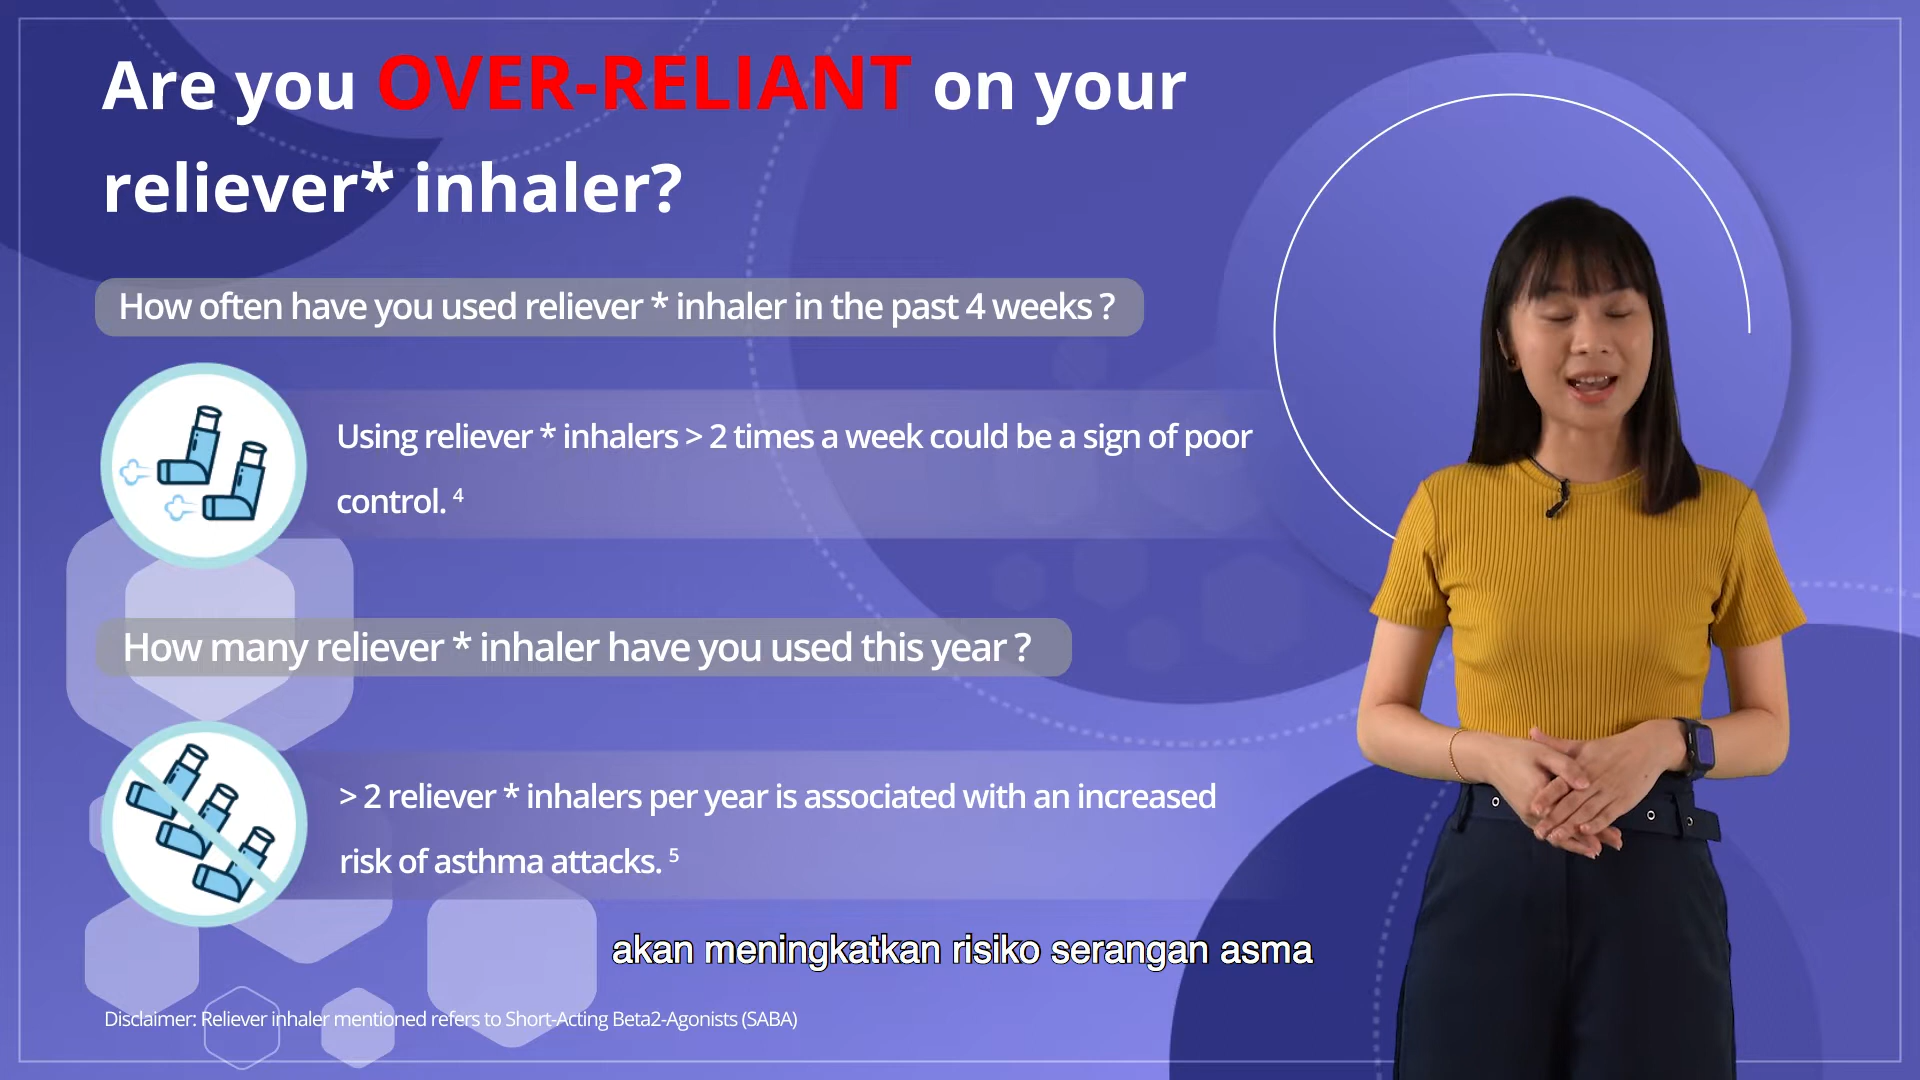 Are you OVER-RELIANT on your
reliever* inhaler?
How often have you used reliever * inhaler in the past 4 weeks ?
Using reliever * inhalers > 2 times a week could be a sign of poor
control. ⁴
How many reliever * inhaler have you used this year ?
> 2 reliever * inhalers per year is associated with an increased
risk of asthma attacks. ⁵
akan meningkatkan risiko serangan asma
Disclaimer: Reliever inhaler mentioned refers to Short-Acting Beta2-Agonists (SABA)